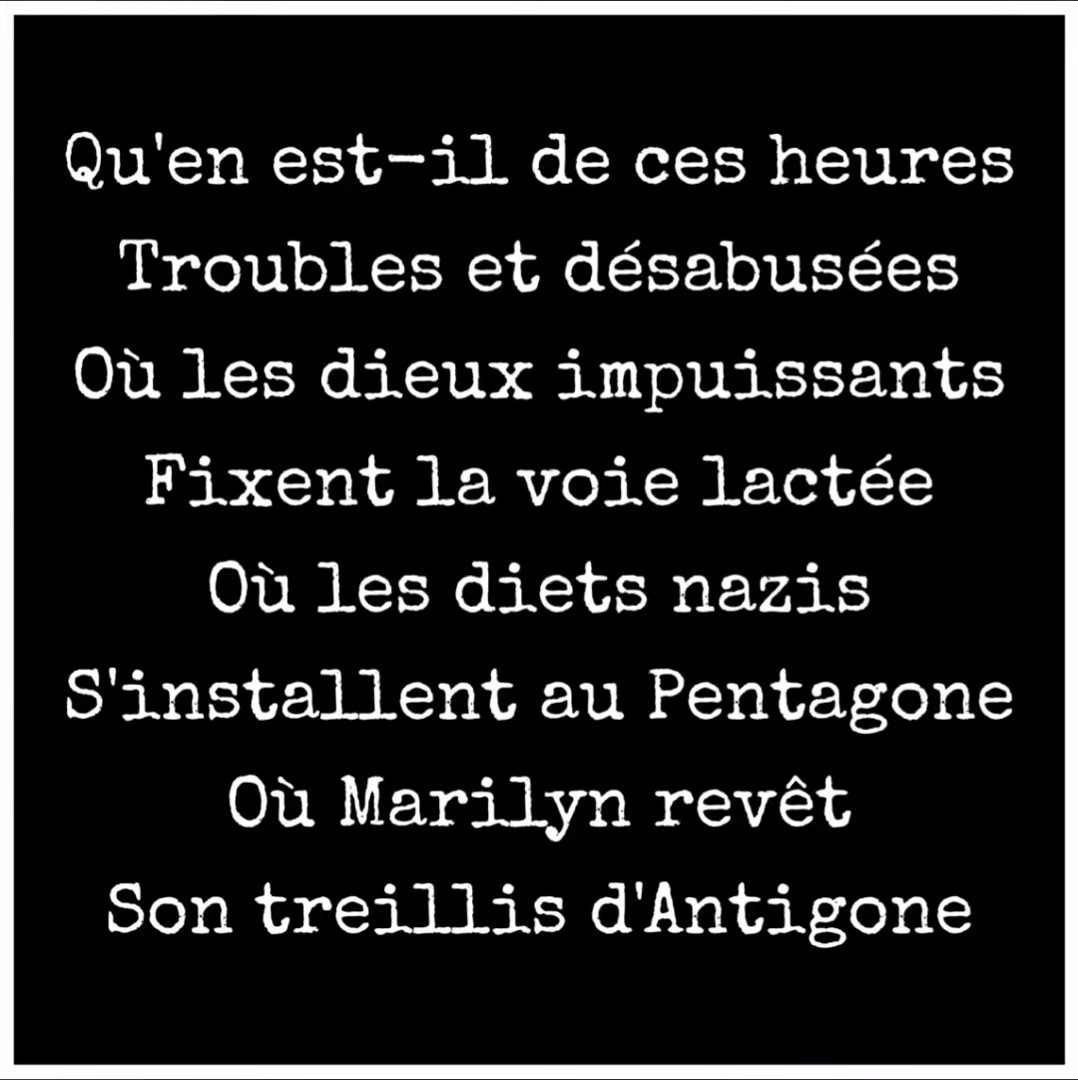 Qu'en est-il de ces heures
Troubles et désabusées
Où les dieux impuissants
Fixent la voie lactée
Où les diets nazis
S'installent au Pentagone
Où Marilyn revêt
Son treillis d'Antigone